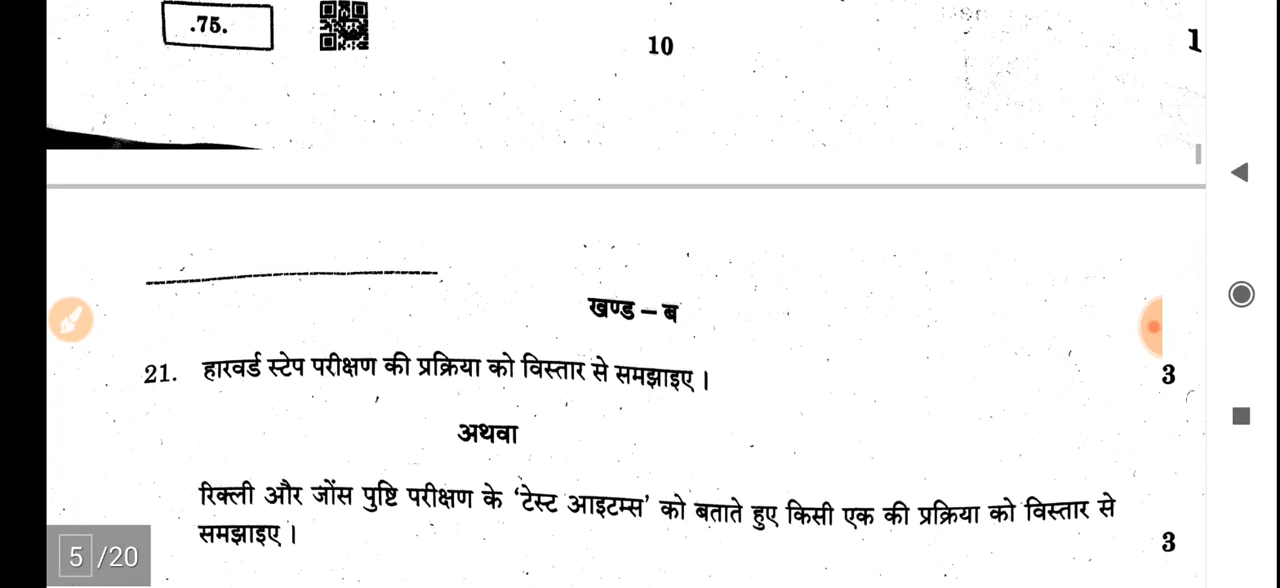 .75.
10
1
खण्ड – ब
21. हारवर्ड स्टेप परीक्षण की प्रक्रिया को विस्तार से समझाइए।
3
अथवा
रिक्ली और जोंस पुष्टि परीक्षण के ‘टेस्ट आइटम्स’ को बताते हुए किसी एक की प्रक्रिया को विस्तार से
समझाइए।
3
5 /20